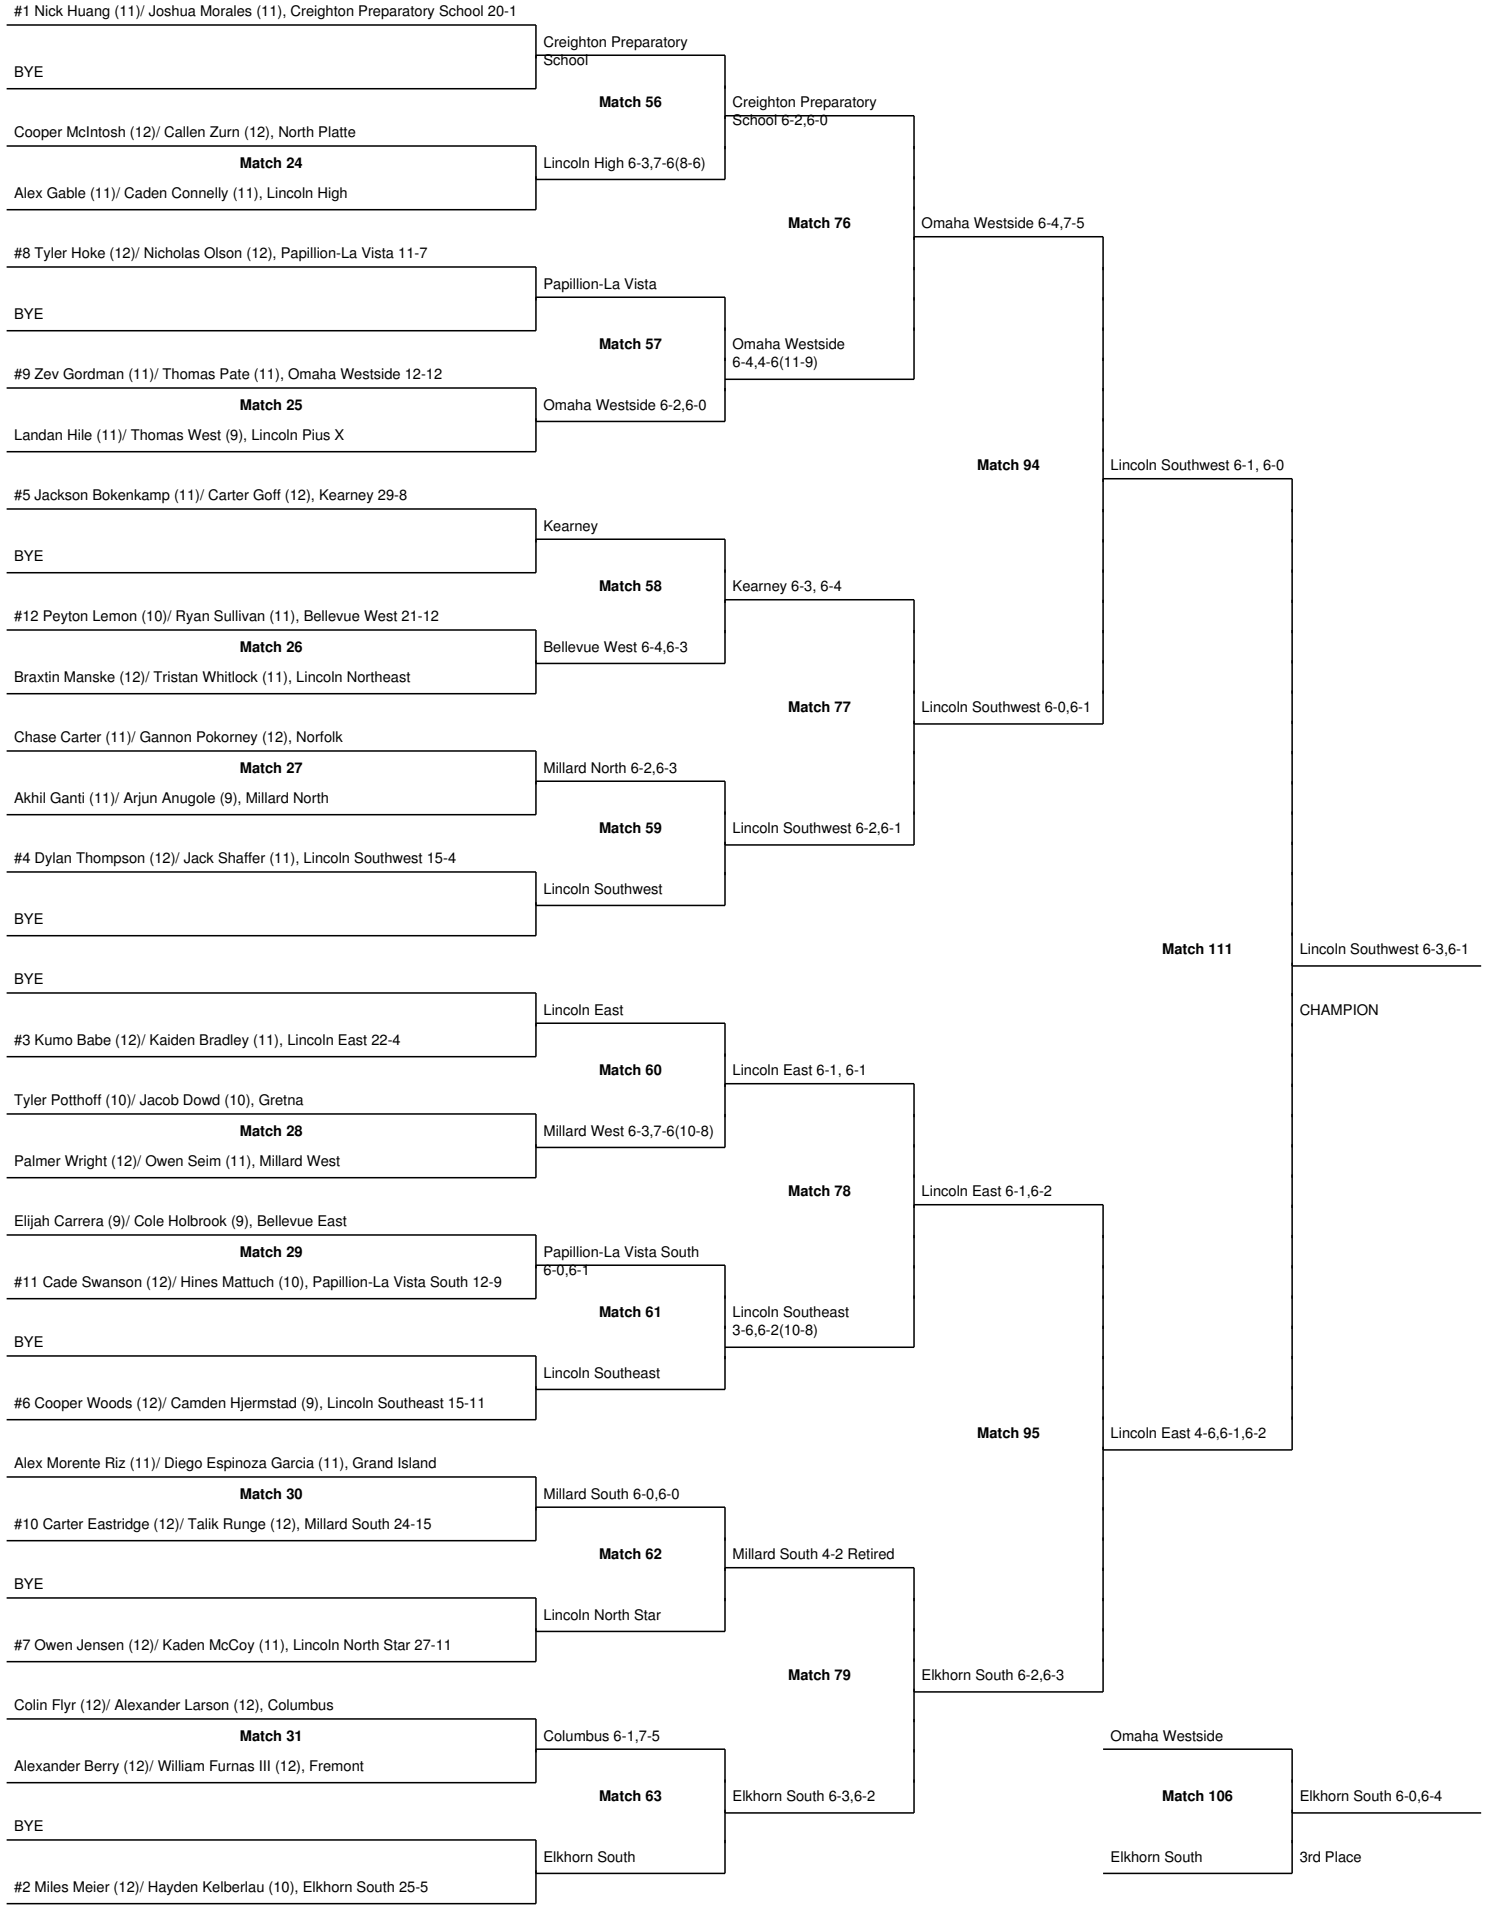 #1 Nick Huang (11)/ Joshua Morales (11), Creighton Preparatory School 20-1
Creighton Preparatory
School
BYE
Match 56
Creighton Preparatory
School 6-2,6-0
Cooper McIntosh (12)/ Callen Zurn (12), North Platte
Match 24
Lincoln High 6-3,7-6(8-6)
Alex Gable (11)/ Caden Connelly (11), Lincoln High
Match 76
Omaha Westside 6-4,7-5
#8 Tyler Hoke (12)/ Nicholas Olson (12), Papillion-La Vista 11-7
Papillion-La Vista
BYE
Match 57
Omaha Westside
6-4,4-6(11-9)
#9 Zev Gordman (11)/ Thomas Pate (11), Omaha Westside 12-12
Match 25
Omaha Westside 6-2,6-0
Landan Hile (11)/ Thomas West (9), Lincoln Pius X
Match 94
Lincoln Southwest 6-1, 6-0
#5 Jackson Bokenkamp (11)/ Carter Goff (12), Kearney 29-8
Kearney
BYE
Match 58
Kearney 6-3, 6-4
#12 Peyton Lemon (10)/ Ryan Sullivan (11), Bellevue West 21-12
Match 26
Bellevue West 6-4,6-3
Braxtin Manske (12)/ Tristan Whitlock (11), Lincoln Northeast
Match 77
Lincoln Southwest 6-0,6-1
Chase Carter (11)/ Gannon Pokorney (12), Norfolk
Match 27
Millard North 6-2,6-3
Akhil Ganti (11)/ Arjun Anugole (9), Millard North
Match 59
Lincoln Southwest 6-2,6-1
#4 Dylan Thompson (12)/ Jack Shaffer (11), Lincoln Southwest 15-4
Lincoln Southwest
BYE
Match 111
Lincoln Southwest 6-3,6-1
BYE
Lincoln East
CHAMPION
#3 Kumo Babe (12)/ Kaiden Bradley (11), Lincoln East 22-4
Match 60
Lincoln East 6-1, 6-1
Tyler Potthoff (10)/ Jacob Dowd (10), Gretna
Match 28
Millard West 6-3,7-6(10-8)
Palmer Wright (12)/ Owen Seim (11), Millard West
Match 78
Lincoln East 6-1,6-2
Elijah Carrera (9)/ Cole Holbrook (9), Bellevue East
Match 29
Papillion-La Vista South
6-0,6-1
#11 Cade Swanson (12)/ Hines Mattuch (10), Papillion-La Vista South 12-9
Match 61
Lincoln Southeast
3-6,6-2(10-8)
BYE
Lincoln Southeast
#6 Cooper Woods (12)/ Camden Hjermstad (9), Lincoln Southeast 15-11
Match 95
Lincoln East 4-6,6-1,6-2
Alex Morente Riz (11)/ Diego Espinoza Garcia (11), Grand Island
Match 30
Millard South 6-0,6-0
#10 Carter Eastridge (12)/ Talik Runge (12), Millard South 24-15
Match 62
Millard South 4-2 Retired
BYE
Lincoln North Star
#7 Owen Jensen (12)/ Kaden McCoy (11), Lincoln North Star 27-11
Match 79
Elkhorn South 6-2,6-3
Colin Flyr (12)/ Alexander Larson (12), Columbus
Match 31
Columbus 6-1,7-5
Omaha Westside
Alexander Berry (12)/ William Furnas III (12), Fremont
Match 63
Elkhorn South 6-3,6-2
Match 106
Elkhorn South 6-0,6-4
BYE
Elkhorn South
Elkhorn South
3rd Place
#2 Miles Meier (12)/ Hayden Kelberlau (10), Elkhorn South 25-5